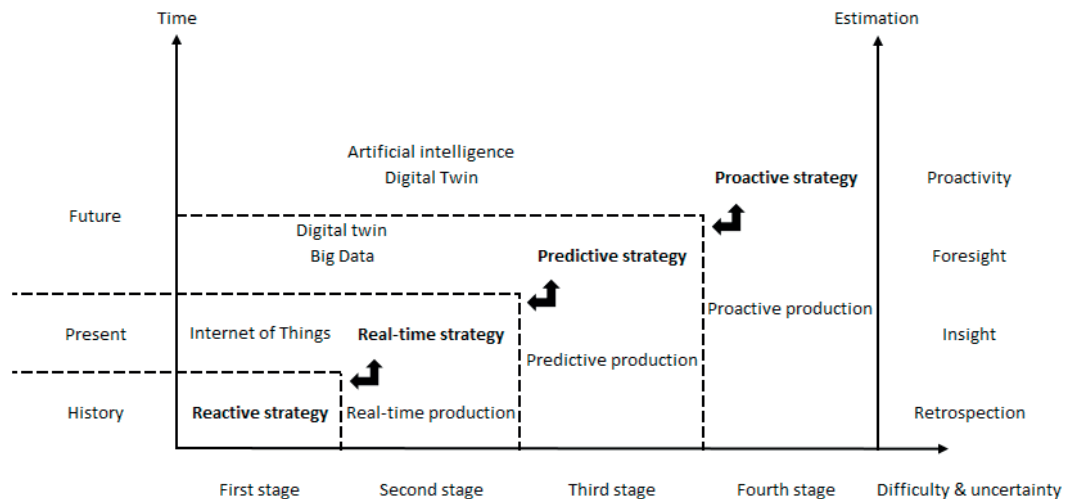 Time
Estimation
Artificial intelligence
Digital Twin
Proactive strategy
Proactivity
Future
Digital twin
Big Data
Predictive strategy
Foresight
Proactive production
Present
Internet of Things
Real-time strategy
Insight
Predictive production
History
Reactive strategy
Real-time production
Retrospection
First stage
Second stage
Third stage
Fourth stage
Difficulty & uncertainty